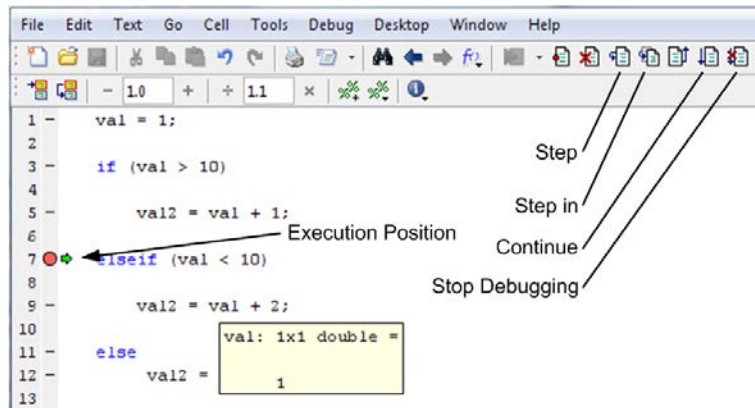 File Edit Text Go Cell Tools Debug Desktop Window Help
− 1.0 + ÷ 1.1 ×
1 − val = 1;
2
3 − if (val > 10)
4
5 − val2 = val + 1;
6
7 elseif (val < 10)
8
9 − val2 = val + 2;
10
11 − else
12 − val2 =
13
val: 1x1 double =
1
Execution Position
Step
Step in
Continue
Stop Debugging